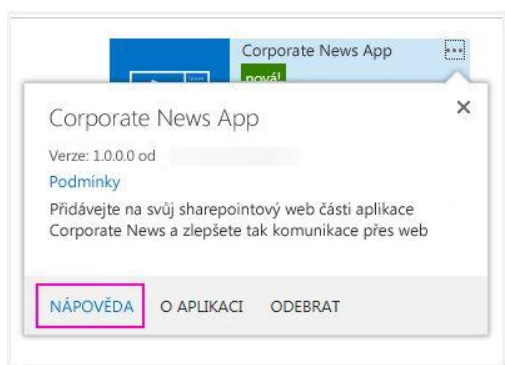 Corporate News App
nová!
Corporate News App
Verze: 1.0.0.0 od
Podmínky
Přidávejte na svůj sharepointový web části aplikace
Corporate News a zlepšete tak komunikace přes web
NÁPOVĚDA O APLIKACI ODEBRAT